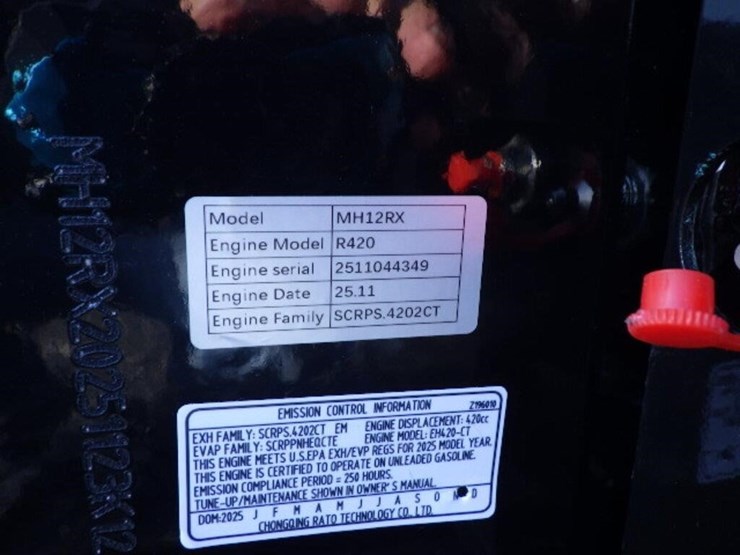 MH12RX20251123K12
Model MH12RX
Engine Model R420
Engine serial 2511044349
Engine Date 25.11
Engine Family SCRPS.4202CT
EMISSION CONTROL INFORMATION Z196010
EXH FAMILY: SCRPS.4202CT EM ENGINE DISPLACEMENT: 420cc
EVAP FAMILY: SCRPPNHEQCTE ENGINE MODEL: EH420-CT
THIS ENGINE MEETS U.S.EPA EXH/EVP REGS FOR 2025 MODEL YEAR.
THIS ENGINE IS CERTIFIED TO OPERATE ON UNLEADED GASOLINE.
EMISSION COMPLIANCE PERIOD = 250 HOURS.
TUNE-UP/MAINTENANCE SHOWN IN OWNER'S MANUAL.
DOM:2025 J F M A M J J A S O D
CHONGQING RATO TECHNOLOGY CO., LTD.